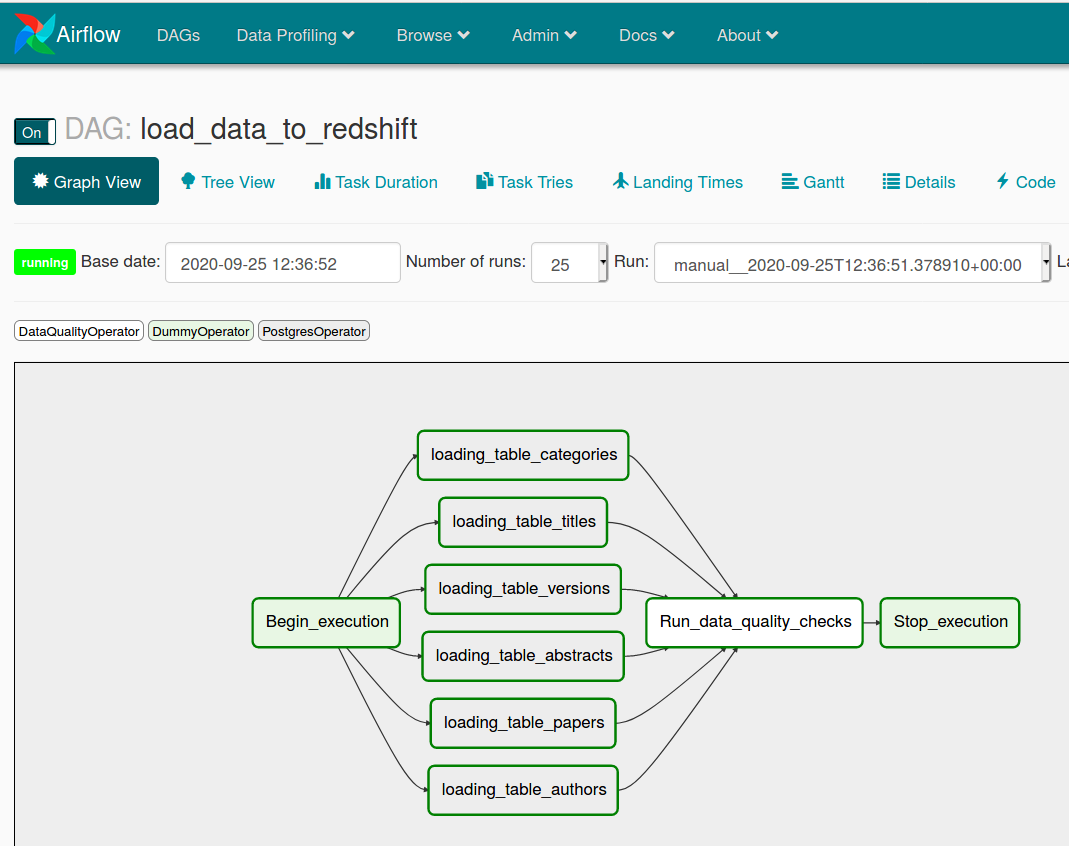 Airflow DAGs Data Profiling Browse Admin Docs About
On DAG: load_data_to_redshift
Graph View Tree View Task Duration Task Tries Landing Times Gantt Details Code
running Base date: 2020-09-25 12:36:52 Number of runs: 25 Run: manual__2020-09-25T12:36:51.378910+00:00 La
DataQualityOperator DummyOperator PostgresOperator
loading_table_categories
loading_table_titles
loading_table_versions
Begin_execution Run_data_quality_checks Stop_execution
loading_table_abstracts
loading_table_papers
loading_table_authors